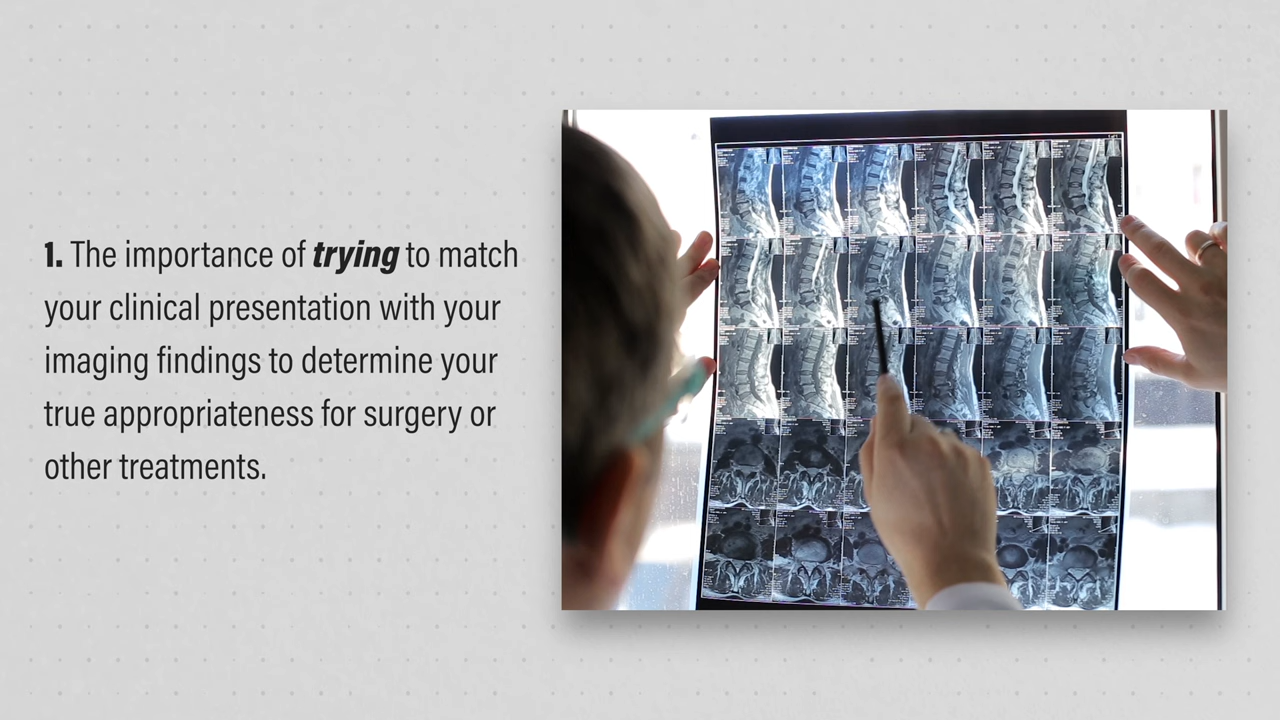 1. The importance of trying to match
your clinical presentation with your
imaging findings to determine your
true appropriateness for surgery or
other treatments.